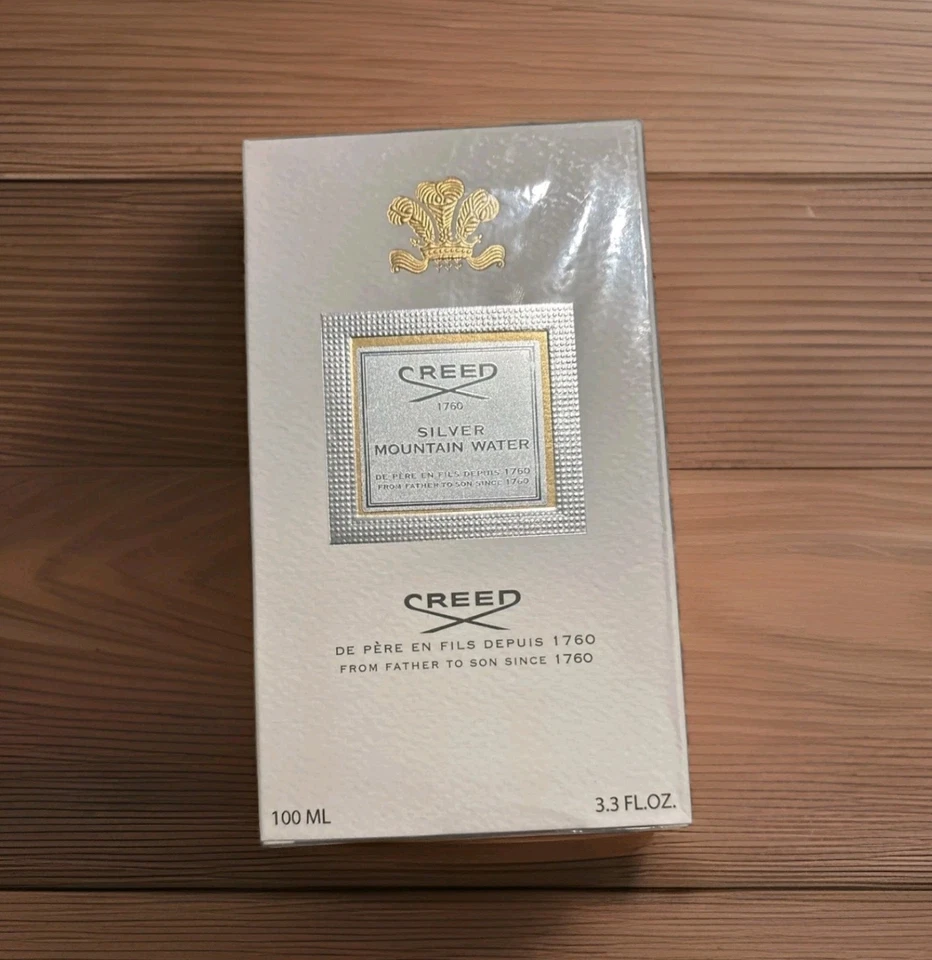 CREED
1760
SILVER
MOUNTAIN WATER
DE PÈRE EN FILS DEPUIS 1760
FROM FATHER TO SON SINCE 1760
CREED
DE PÈRE EN FILS DEPUIS 1760
FROM FATHER TO SON SINCE 1760
100 ML
3.3 FL.OZ.